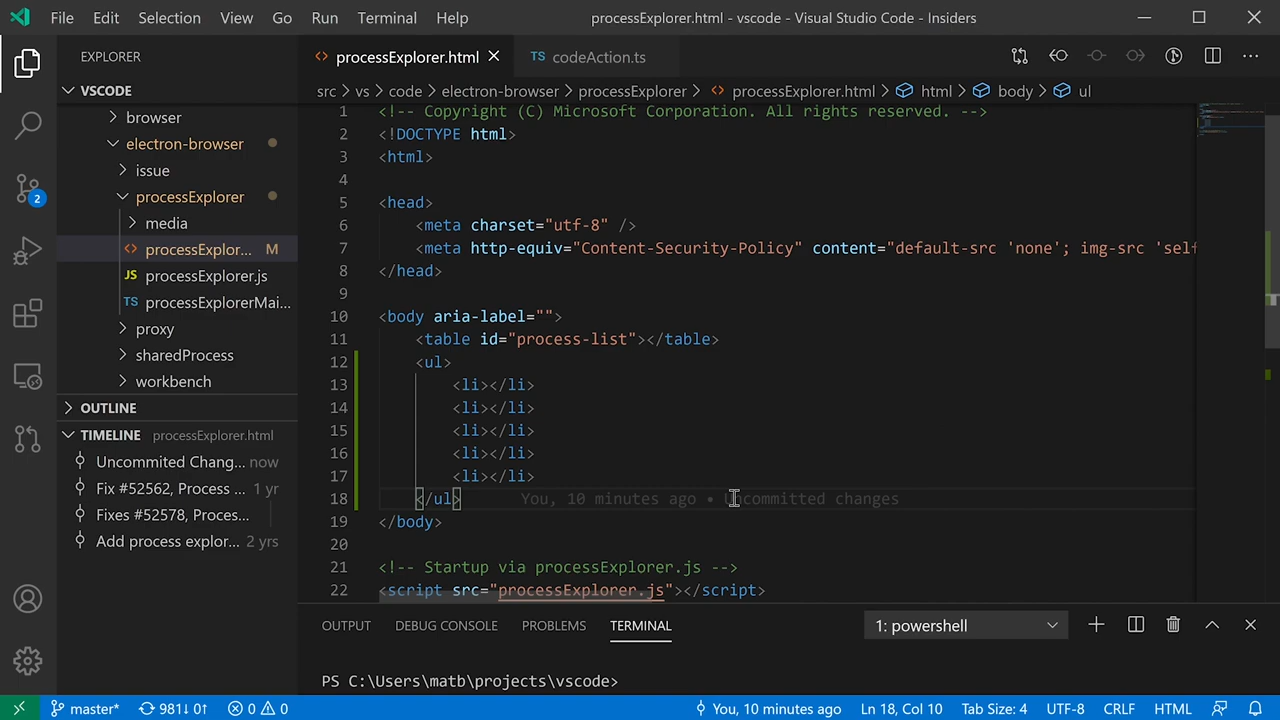 File Edit Selection View Go Run Terminal Help processExplorer.html - vscode - Visual Studio Code - Insiders
EXPLORER
VSCODE
browser
electron-browser
issue
processExplorer
media
processExplor... M
JS processExplorer.js
TS processExplorerMai...
proxy
sharedProcess
workbench
OUTLINE
TIMELINE processExplorer.html
Uncommited Chang... now
Fix #52562, Process ... 1 yr
Fixes #52578, Proces...
Add process explor... 2 yrs
2
processExplorer.html
TS codeAction.ts
src > vs > code > electron-browser > processExplorer > processExplorer.html > html > body > ul
1 <!-- Copyright (C) Microsoft Corporation. All rights reserved. -->
2 <!DOCTYPE html>
3 <html>
4
5 <head>
6 <meta charset="utf-8" />
7 <meta http-equiv="Content-Security-Policy" content="default-src 'none'; img-src 'self
8 </head>
9
10 <body aria-label="">
11 <table id="process-list"></table>
12 <ul>
13 <li></li>
14 <li></li>
15 <li></li>
16 <li></li>
17 <li></li>
18 </ul> You, 10 minutes ago • Uncommitted changes
19 </body>
20
21 <!-- Startup via processExplorer.js -->
22 <script src="processExplorer.js"></script>
OUTPUT DEBUG CONSOLE PROBLEMS TERMINAL 1: powershell
PS C:\Users\matb\projects\vscode>
master* 981↓ 0↑ 0 0 You, 10 minutes ago Ln 18, Col 10 Tab Size: 4 UTF-8 CRLF HTML